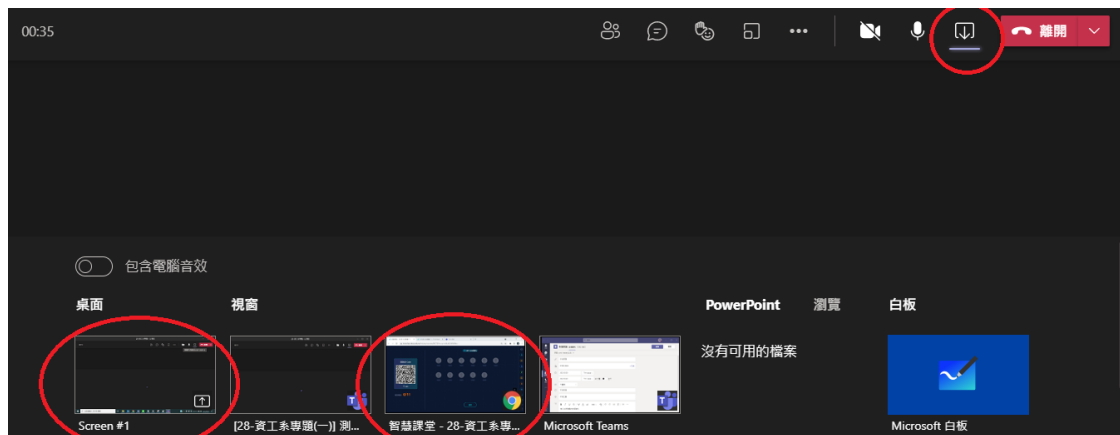 00:35
離開
包含電腦音效
桌面
視窗
PowerPoint
瀏覽
白板
沒有可用的檔案
Screen #1
[28-資工系專題(一)] 測...
智慧課堂 - 28-資工系專...
Microsoft Teams
Microsoft 白板